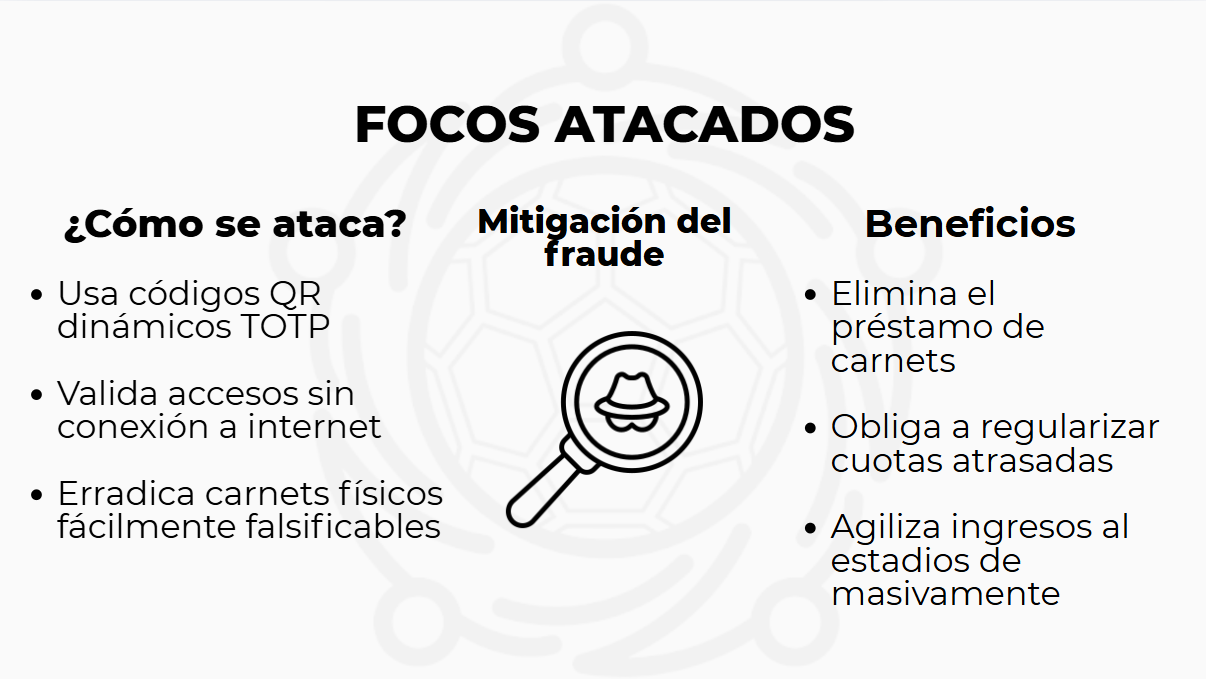 FOCOS ATACADOS
¿Cómo se ataca?
• Usa códigos QR
dinámicos TOTP
• Valida accesos sin
conexión a internet
• Erradica carnets físicos
fácilmente falsificables
Mitigación del
fraude
Beneficios
• Elimina el
préstamo de
carnets
• Obliga a regularizar
cuotas atrasadas
• Agiliza ingresos al
estadios de
masivamente